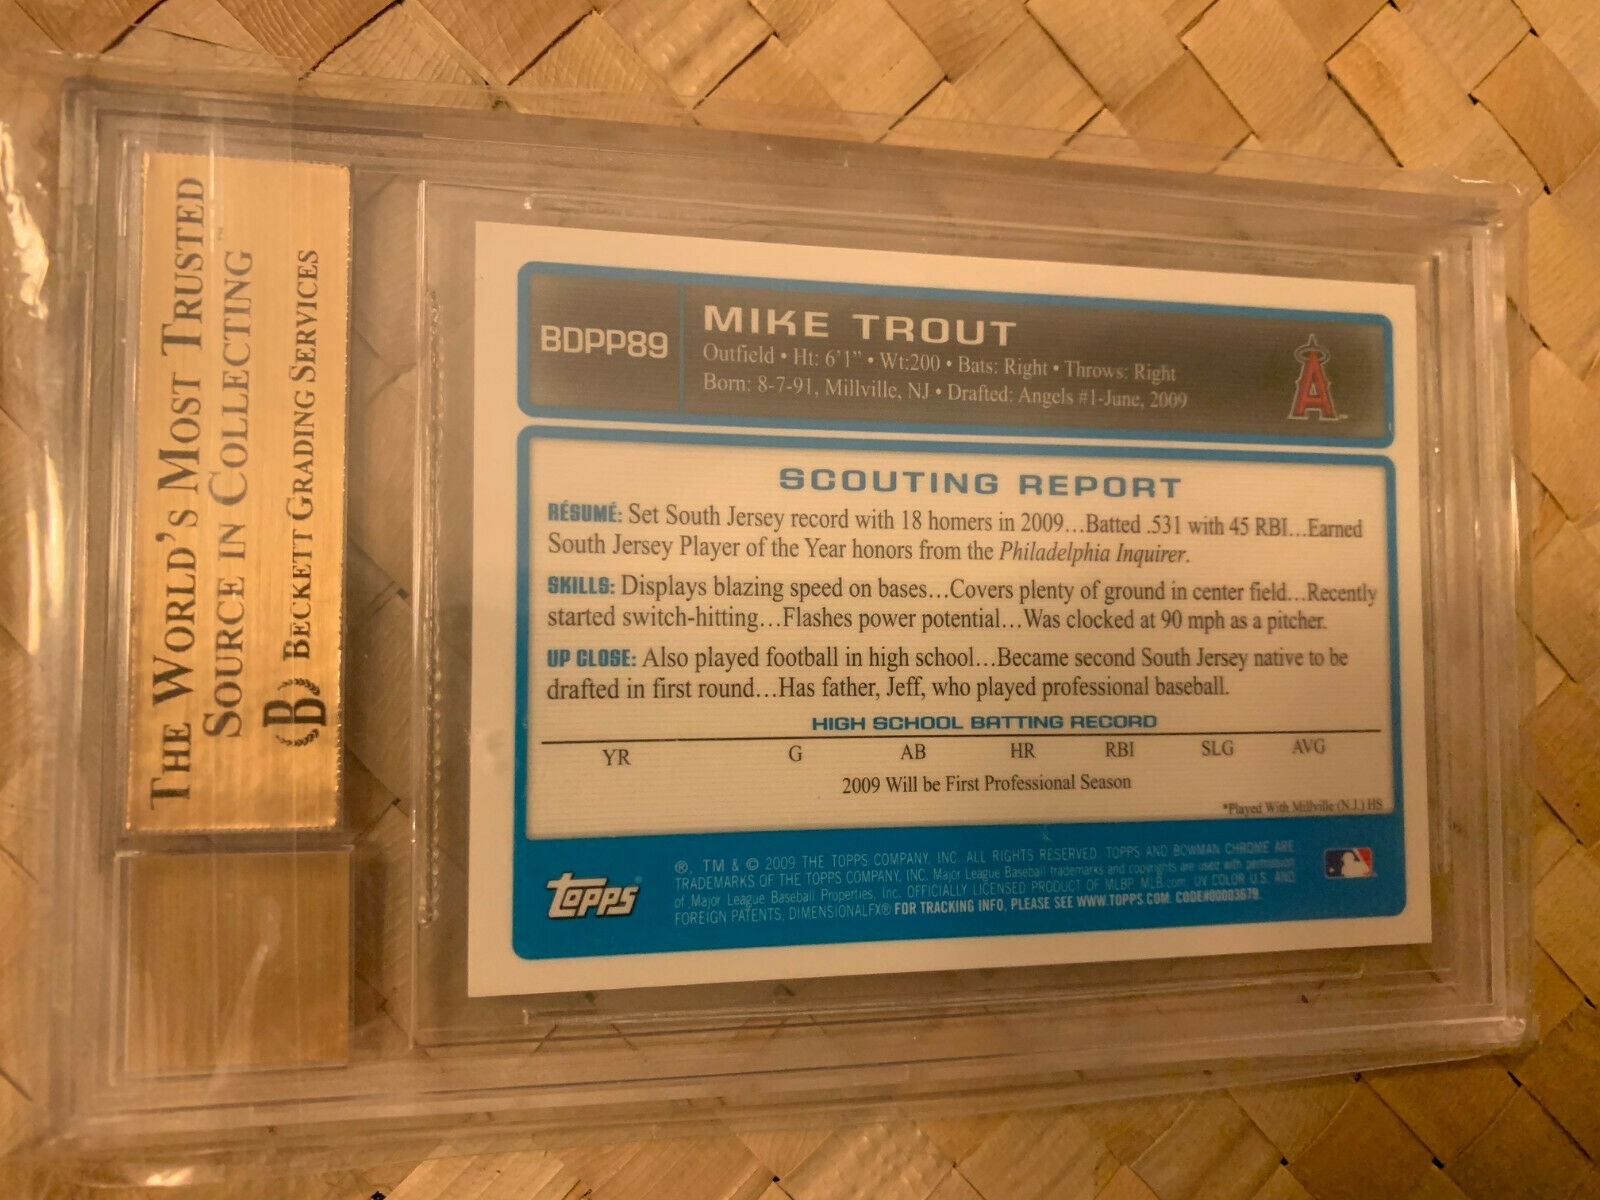 THE WORLD'S MOST TRUSTED™
SOURCE IN COLLECTING
BECKETT GRADING SERVICES
BDPP89
MIKE TROUT
Outfield • Ht: 6'1" • Wt:200 • Bats: Right • Throws: Right
Born: 8-7-91, Millville, NJ • Drafted: Angels #1-June, 2009
A
SCOUTING REPORT
RÉSUMÉ: Set South Jersey record with 18 homers in 2009...Batted .531 with 45 RBI...Earned
South Jersey Player of the Year honors from the Philadelphia Inquirer.
SKILLS: Displays blazing speed on bases...Covers plenty of ground in center field...Recently
started switch-hitting...Flashes power potential...Was clocked at 90 mph as a pitcher.
UP CLOSE: Also played football in high school...Became second South Jersey native to be
drafted in first round...Has father, Jeff, who played professional baseball.
HIGH SCHOOL BATTING RECORD
YR G AB HR RBI SLG AVG
2009 Will be First Professional Season
*Played With Millville (N.J.) HS
Topps®
®, TM & © 2009 THE TOPPS COMPANY, INC. ALL RIGHTS RESERVED. TOPPS AND BOWMAN CHROME ARE
TRADEMARKS OF THE TOPPS COMPANY, INC. Major League Baseball trademarks and copyrights are used with permission
of Major League Baseball Properties, Inc. OFFICIALLY LICENSED PRODUCT OF MLBP. MLB.com. UV COLOR U.S. AND
FOREIGN PATENTS, DIMENSIONALFX® FOR TRACKING INFO, PLEASE SEE WWW.TOPPS.COM. CODE#00003679